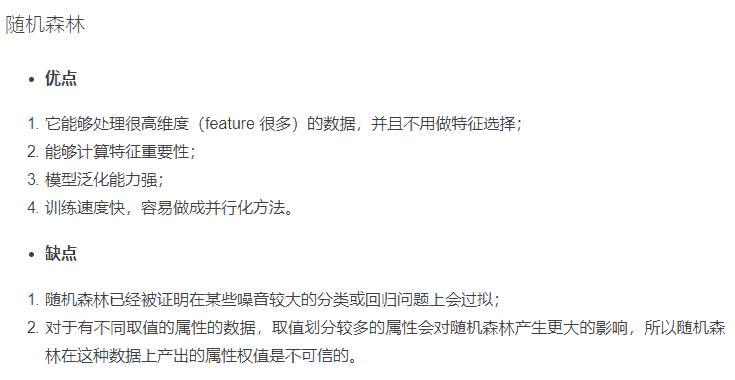 随机森林
• 优点
1. 它能够处理很高维度（feature 很多）的数据，并且不用做特征选择；
2. 能够计算特征重要性；
3. 模型泛化能力强；
4. 训练速度快，容易做成并行化方法。
• 缺点
1. 随机森林已经被证明在某些噪音较大的分类或回归问题上会过拟；
2. 对于有不同取值的属性的数据，取值划分较多的属性会对随机森林产生更大的影响，所以随机森
林在这种数据上产出的属性权值是不可信的。